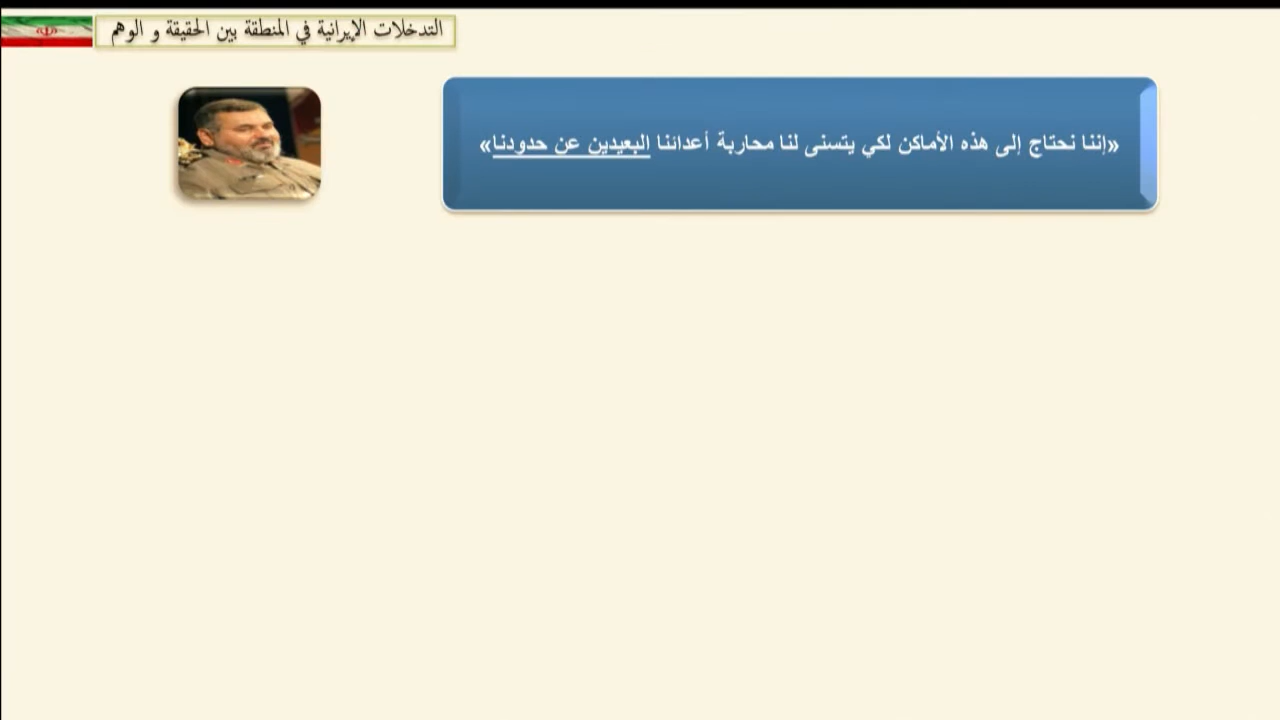 التدخلات الإيرانية في المنطقة بين الحقيقة و الوهم
«إننا نحتاج إلى هذه الأماكن لكي يتسنى لنا محاربة أعدائنا البعيدين عن حدودنا»